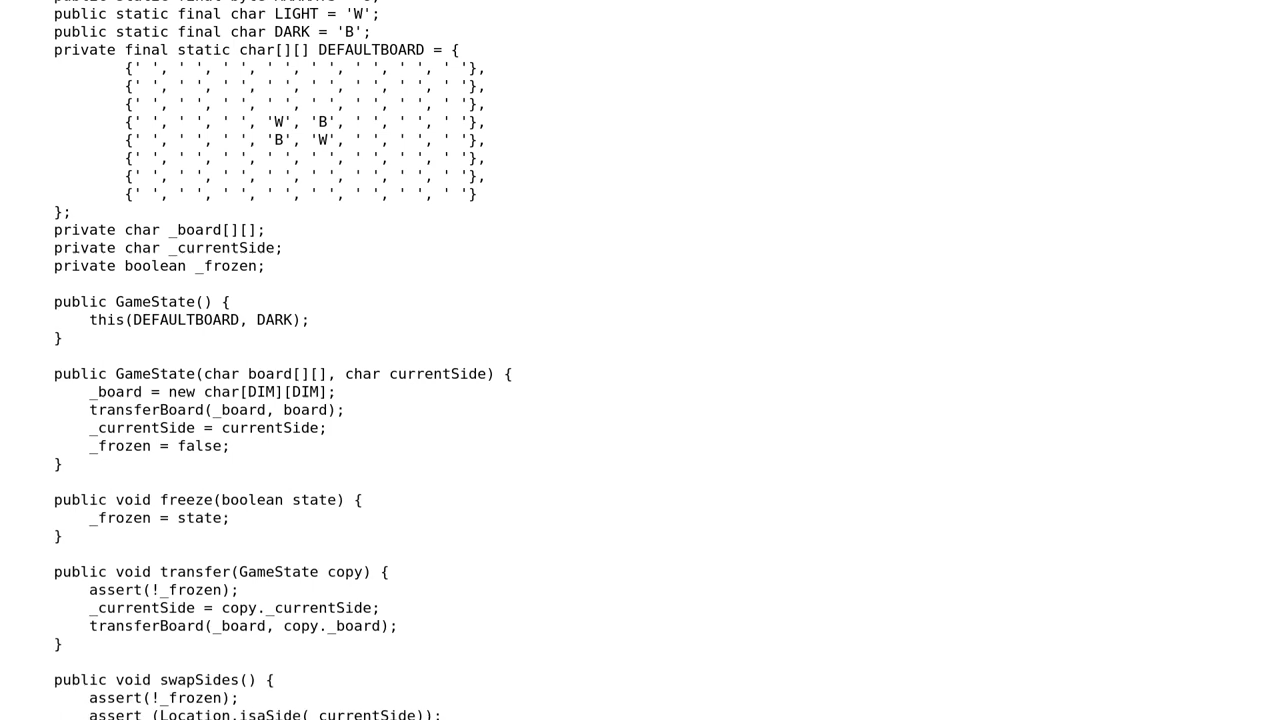 public static final char LIGHT = 'W';
public static final char DARK = 'B';
private final static char[][] DEFAULTBOARD = {
        {' ', ' ', ' ', ' ', ' ', ' ', ' ', ' '},
        {' ', ' ', ' ', ' ', ' ', ' ', ' ', ' '},
        {' ', ' ', ' ', ' ', ' ', ' ', ' ', ' '},
        {' ', ' ', ' ', 'W', 'B', ' ', ' ', ' '},
        {' ', ' ', ' ', 'B', 'W', ' ', ' ', ' '},
        {' ', ' ', ' ', ' ', ' ', ' ', ' ', ' '},
        {' ', ' ', ' ', ' ', ' ', ' ', ' ', ' '},
        {' ', ' ', ' ', ' ', ' ', ' ', ' ', ' '}
};
private char _board[][];
private char _currentSide;
private boolean _frozen;

public GameState() {
    this(DEFAULTBOARD, DARK);
}

public GameState(char board[][], char currentSide) {
    _board = new char[DIM][DIM];
    transferBoard(_board, board);
    _currentSide = currentSide;
    _frozen = false;
}

public void freeze(boolean state) {
    _frozen = state;
}

public void transfer(GameState copy) {
    assert(!_frozen);
    _currentSide = copy._currentSide;
    transferBoard(_board, copy._board);
}

public void swapSides() {
    assert(!_frozen);
    assert (Location.isaSide(_currentSide));